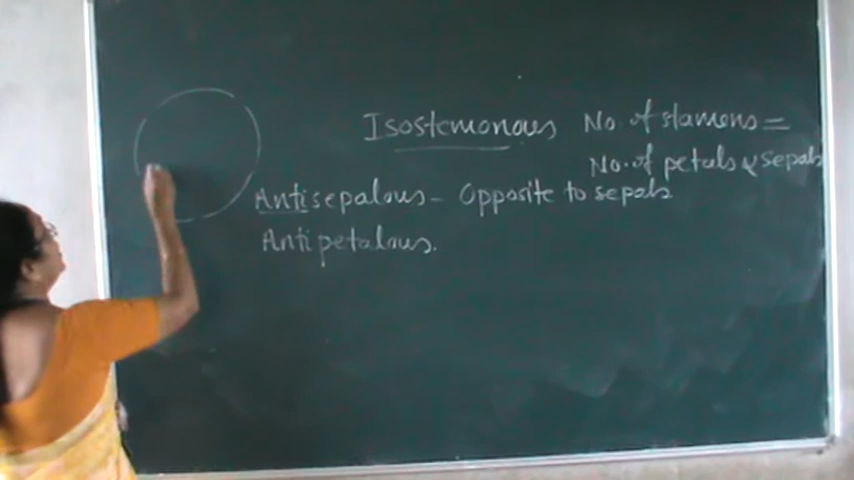 Isostemonous No. of stamens =
No. of petals & sepals
Antisepalous - Opposite to sepals
Antipetalous.